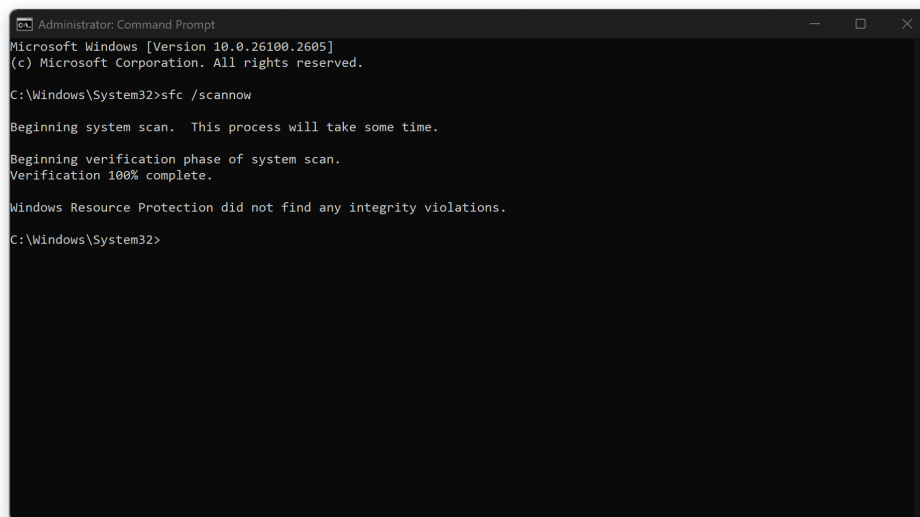 Administrator: Command Prompt
Microsoft Windows [Version 10.0.26100.2605]
(c) Microsoft Corporation. All rights reserved.
C:\Windows\System32>sfc /scannow
Beginning system scan.  This process will take some time.
Beginning verification phase of system scan.
Verification 100% complete.
Windows Resource Protection did not find any integrity violations.
C:\Windows\System32>